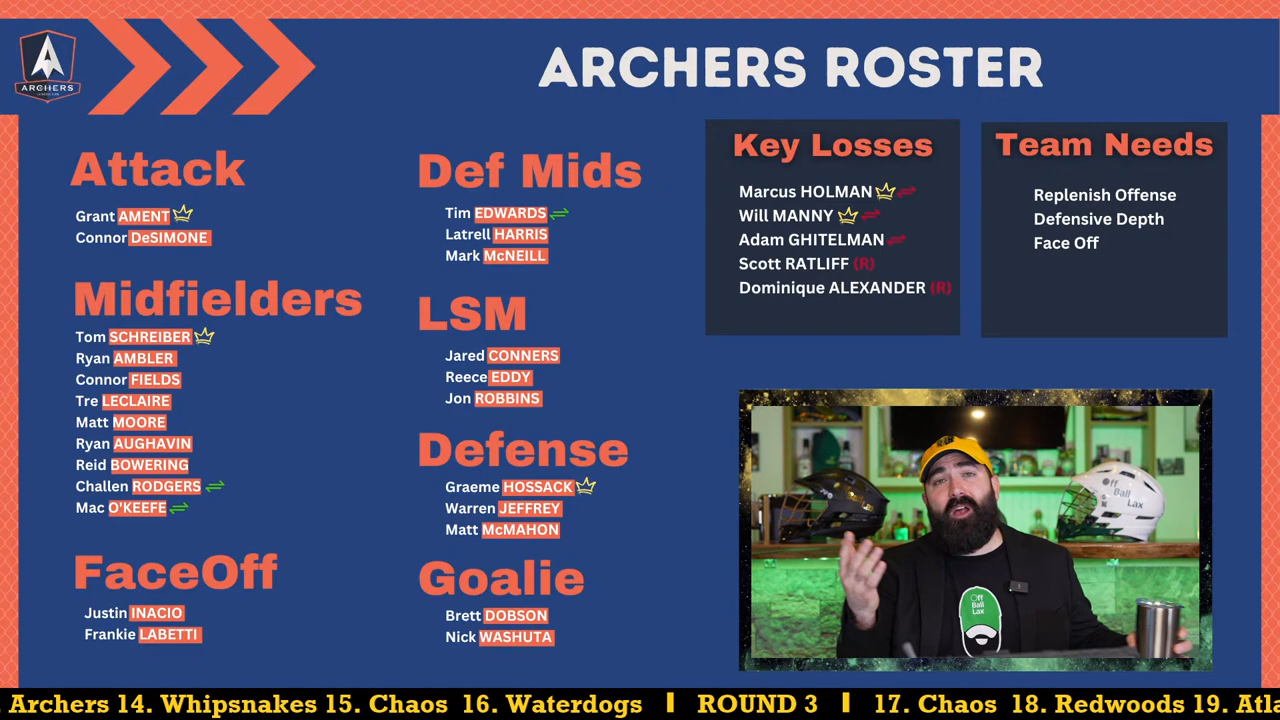 ARCHERS
ARCHERS ROSTER
Attack
Grant AMENT
Connor DeSIMONE
Midfielders
Tom SCHREIBER
Ryan AMBLER
Connor FIELDS
Tre LECLAIRE
Matt MOORE
Ryan AUGHAVIN
Reid BOWERING
Challen RODGERS
Mac O'KEEFE
FaceOff
Justin INACIO
Frankie LABETTI
Def Mids
Tim EDWARDS
Latrell HARRIS
Mark McNEILL
LSM
Jared CONNERS
Reece EDDY
Jon ROBBINS
Defense
Graeme HOSSACK
Warren JEFFREY
Matt McMAHON
Goalie
Brett DOBSON
Nick WASHUTA
Key Losses
Marcus HOLMAN
Will MANNY
Adam GHITELMAN
Scott RATLIFF (R)
Dominique ALEXANDER (R)
Team Needs
Replenish Offense
Defensive Depth
Face Off
Off
Ball
Lax
Off
Ball
Lax
. Archers 14. Whipsnakes 15. Chaos 16. Waterdogs I ROUND 3 I 17. Chaos 18. Redwoods 19. Atla